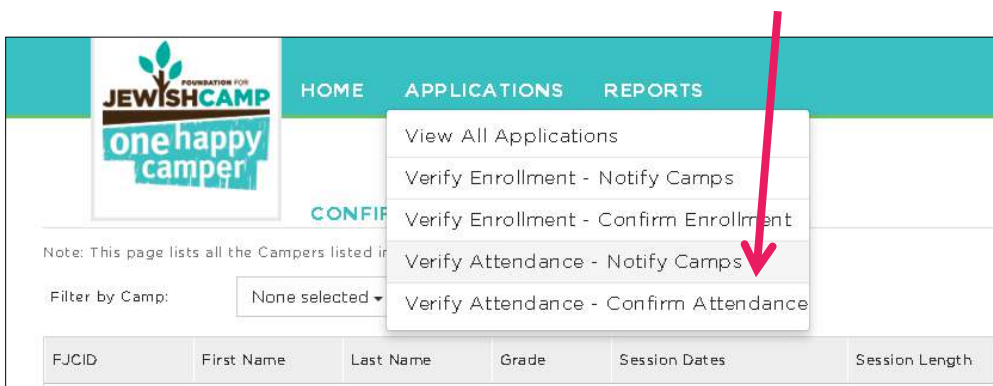 FOUNDATION FOR
JEWISHCAMP
one happy
camper
HOME APPLICATIONS REPORTS
View All Applications
Verify Enrollment - Notify Camps
Verify Enrollment - Confirm Enrollment
Verify Attendance - Notify Camps
Verify Attendance - Confirm Attendance
CONFIR
Note: This page lists all the Campers listed in
Filter by Camp: None selected
FJCID First Name Last Name Grade Session Dates Session Length